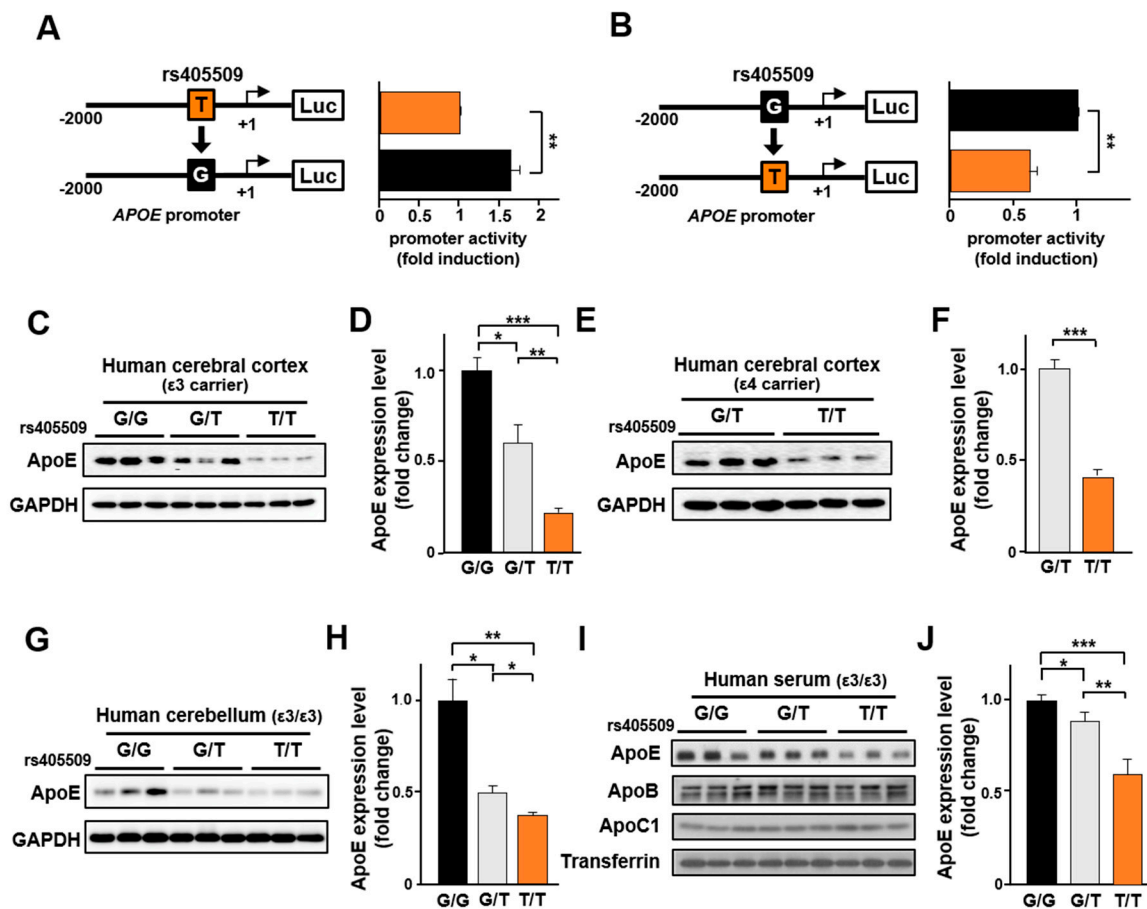 A
rs405509
T
Luc
-2000
+1
G
Luc
-2000
+1
APOE promoter
**
0 0.5 1 1.5 2
promoter activity
(fold induction)
B
rs405509
G
Luc
-2000
+1
T
Luc
-2000
+1
APOE promoter
**
0 0.5 1
promoter activity
(fold induction)
C
Human cerebral cortex
(ε3 carrier)
G/G G/T T/T
rs405509
ApoE
GAPDH
D
ApoE expression level
(fold change)
***
* **
1.0
0.5
0
G/G G/T T/T
E
Human cerebral cortex
(ε4 carrier)
G/T T/T
rs405509
ApoE
GAPDH
F
ApoE expression level
(fold change)
***
1.0
0.5
0
G/T T/T
G
Human cerebellum (ε3/ε3)
G/G G/T T/T
rs405509
ApoE
GAPDH
H
ApoE expression level
(fold change)
**
* *
1.0
0.5
0
G/G G/T T/T
I
Human serum (ε3/ε3)
G/G G/T T/T
rs405509
ApoE
ApoB
ApoC1
Transferrin
J
ApoE expression level
(fold change)
***
* **
1.0
0.5
0
G/G G/T T/T